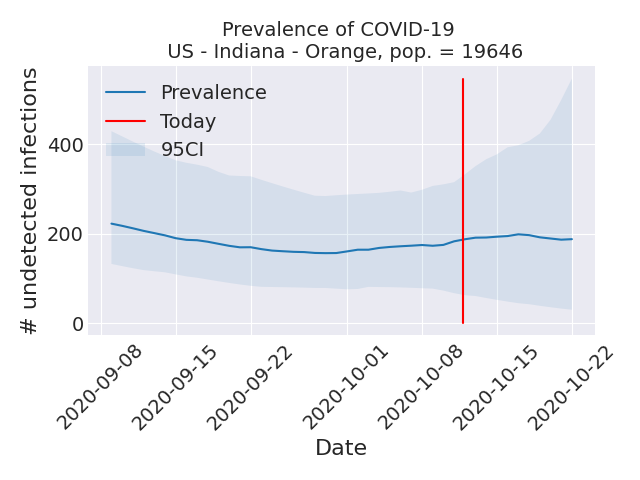 Prevalence of COVID-19
US - Indiana - Orange, pop. = 19646
# undetected infections
400
200
0
Prevalence
Today
95CI
2020-09-08
2020-09-15
2020-09-22
2020-10-01
2020-10-08
2020-10-15
2020-10-22
Date